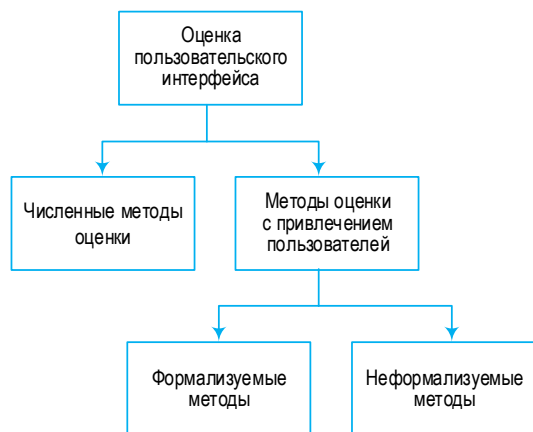 Оценка
пользовательского
интерфейса
Численные методы
оценки
Методы оценки
с привлечением
пользователей
Формализуемые
методы
Неформализуемые
методы